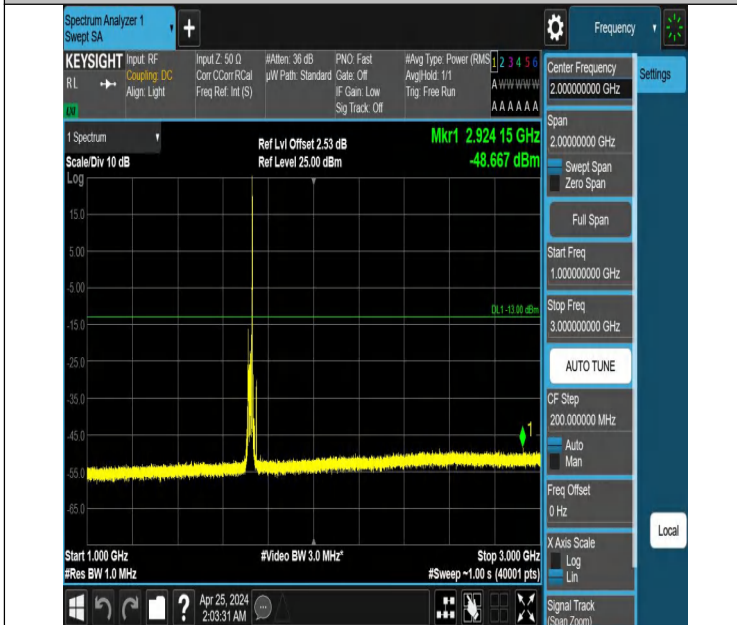 Spectrum Analyzer 1
Swept SA
+
Frequency
KEYSIGHT
RL
LXI
Input: RF
Coupling: DC
Align: Light
Input Z: 50 Ω
Corr CCorr RCal
Freq Ref: Int (S)
#Atten: 36 dB
µW Path: Standard
PNO: Fast
Gate: Off
IF Gain: Low
Sig Track: Off
#Avg Type: Power (RMS
Avg|Hold: 1/1
Trig: Free Run
1 2 3 4 5 6
A W W W W W
A A A A A A
1 Spectrum
Scale/Div 10 dB
Log
Ref Lvl Offset 2.53 dB
Ref Level 25.00 dBm
Mkr1 2.924 15 GHz
-48.667 dBm
15.0
5.00
-5.00
DL1 -13.00 dBm
-15.0
-25.0
-35.0
-45.0
1
-55.0
-65.0
Start 1.000 GHz
#Res BW 1.0 MHz
#Video BW 3.0 MHz*
Stop 3.000 GHz
#Sweep ~1.00 s (40001 pts)
Center Frequency
2.000000000 GHz
Settings
Span
2.00000000 GHz
Swept Span
Zero Span
Full Span
Start Freq
1.000000000 GHz
Stop Freq
3.000000000 GHz
AUTO TUNE
CF Step
200.000000 MHz
Auto
Man
Freq Offset
0 Hz
X Axis Scale
Log
Lin
Local
Signal Track
(Span Zoom)
?
Apr 25, 2024
2:03:31 AM